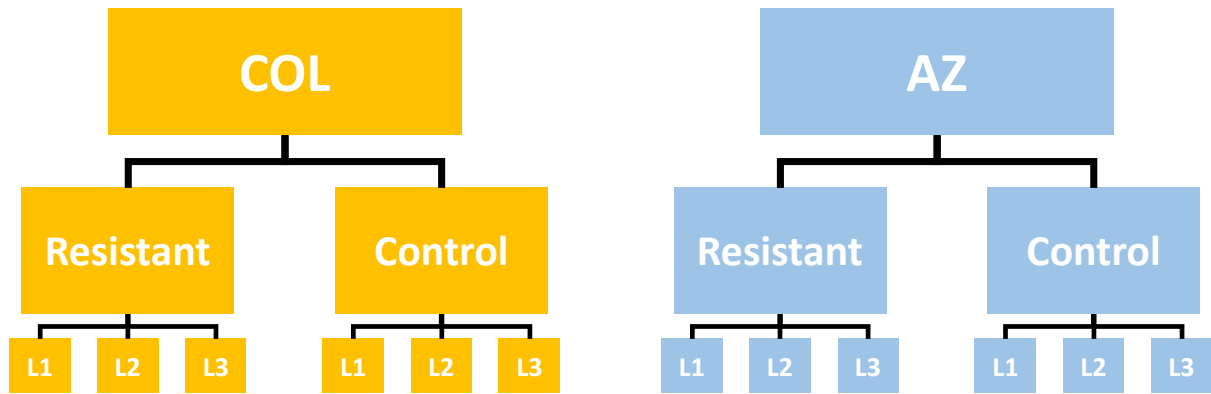 COL
AZ
Resistant
Control
Resistant
Control
L1
L2
L3
L1
L2
L3
L1
L2
L3
L1
L2
L3